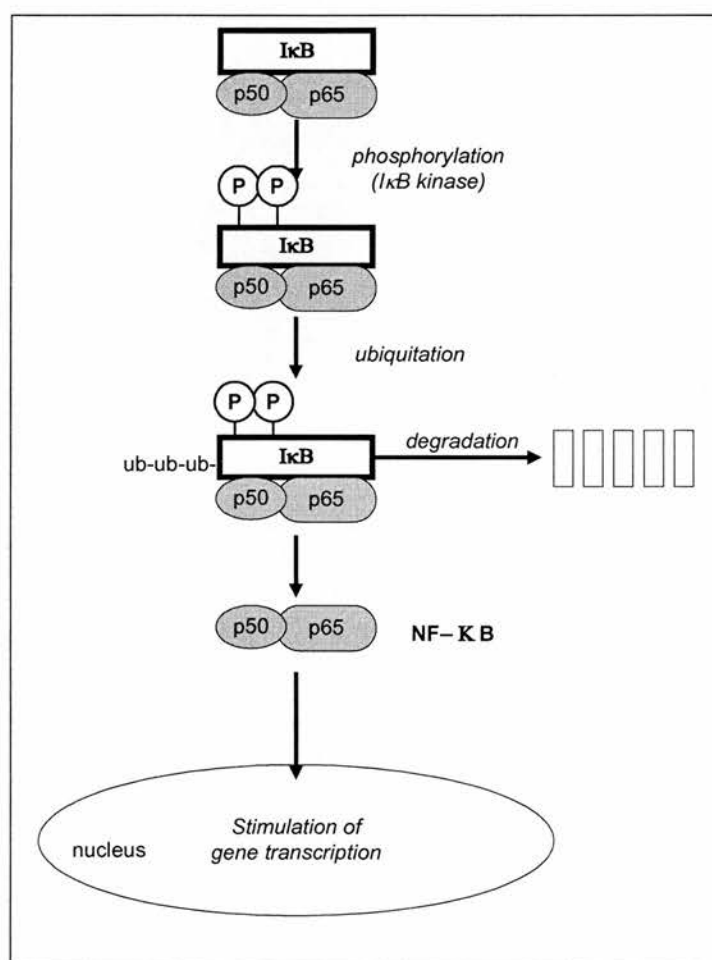 IκB
p50 p65
phosphorylation
(IκB kinase)
P P
IκB
p50 p65
ubiquitation
P P
degradation
ub-ub-ub- IκB
p50 p65
p50 p65 NF–κB
Stimulation of
nucleus gene transcription